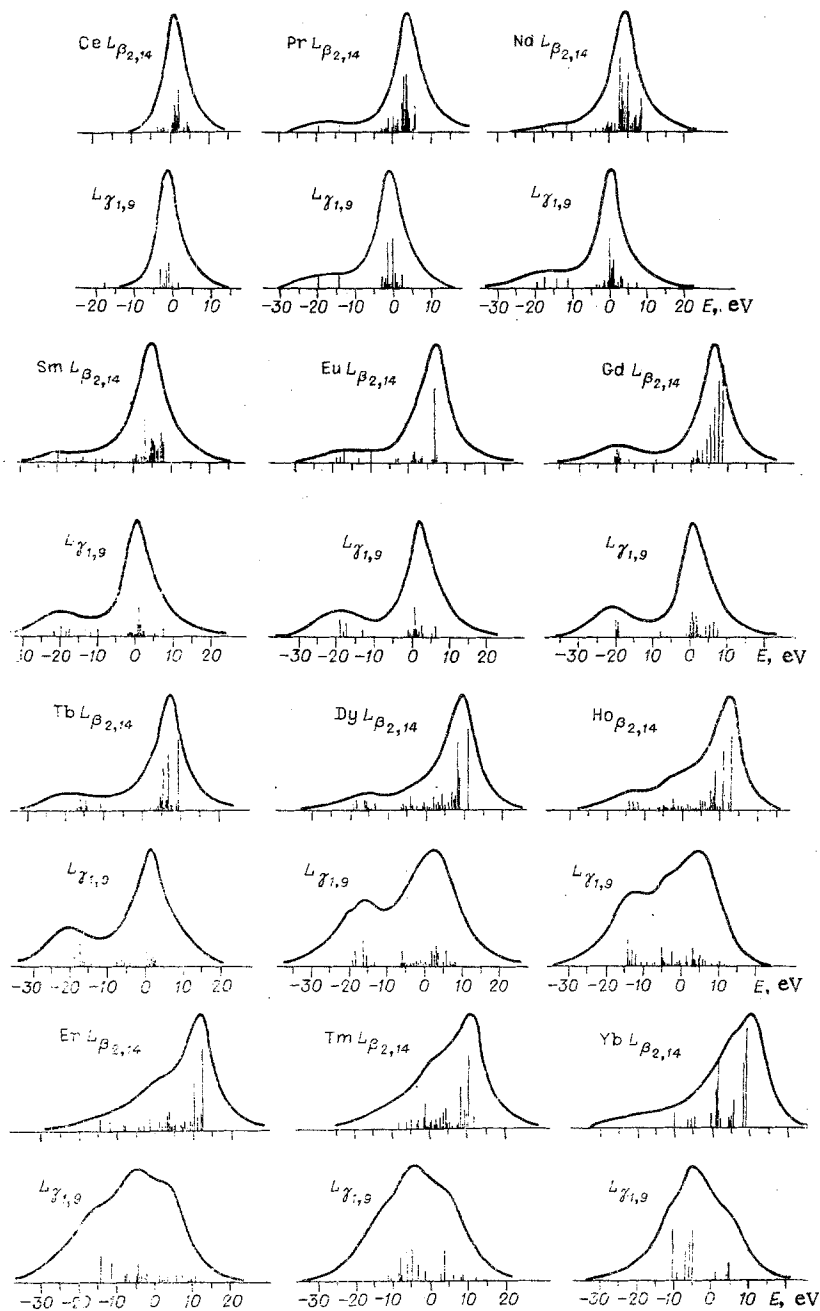 Ce Lβ2,14 Pr Lβ2,14 Nd Lβ2,14
Lγ1,9 Lγ1,9 Lγ1,9
-20 -10 0 10 -30 -20 -10 0 10 -30 -20 -10 0 10 20 E, eV
Sm Lβ2,14 Eu Lβ2,14 Gd Lβ2,14
Lγ1,9 Lγ1,9 Lγ1,9
30 -20 -10 0 10 20 -30 -20 -10 0 10 20 -30 -20 10 0 10 E, eV
Tb Lβ2,14 Dy Lβ2,14 Ho β2,14
Lγ1,9 Lγ1,9 Lγ1,9
-30 -20 -10 0 10 20 -30 -20 -10 0 10 20 -30 -20 -10 0 10 E, eV
Er Lβ2,14 Tm Lβ2,14 Yb Lβ2,14
Lγ1,9 Lγ1,9 Lγ1,9
-30 -10 0 10 20 -30 -20 -10 0 10 20 -30 -20 -10 0 10 E, eV